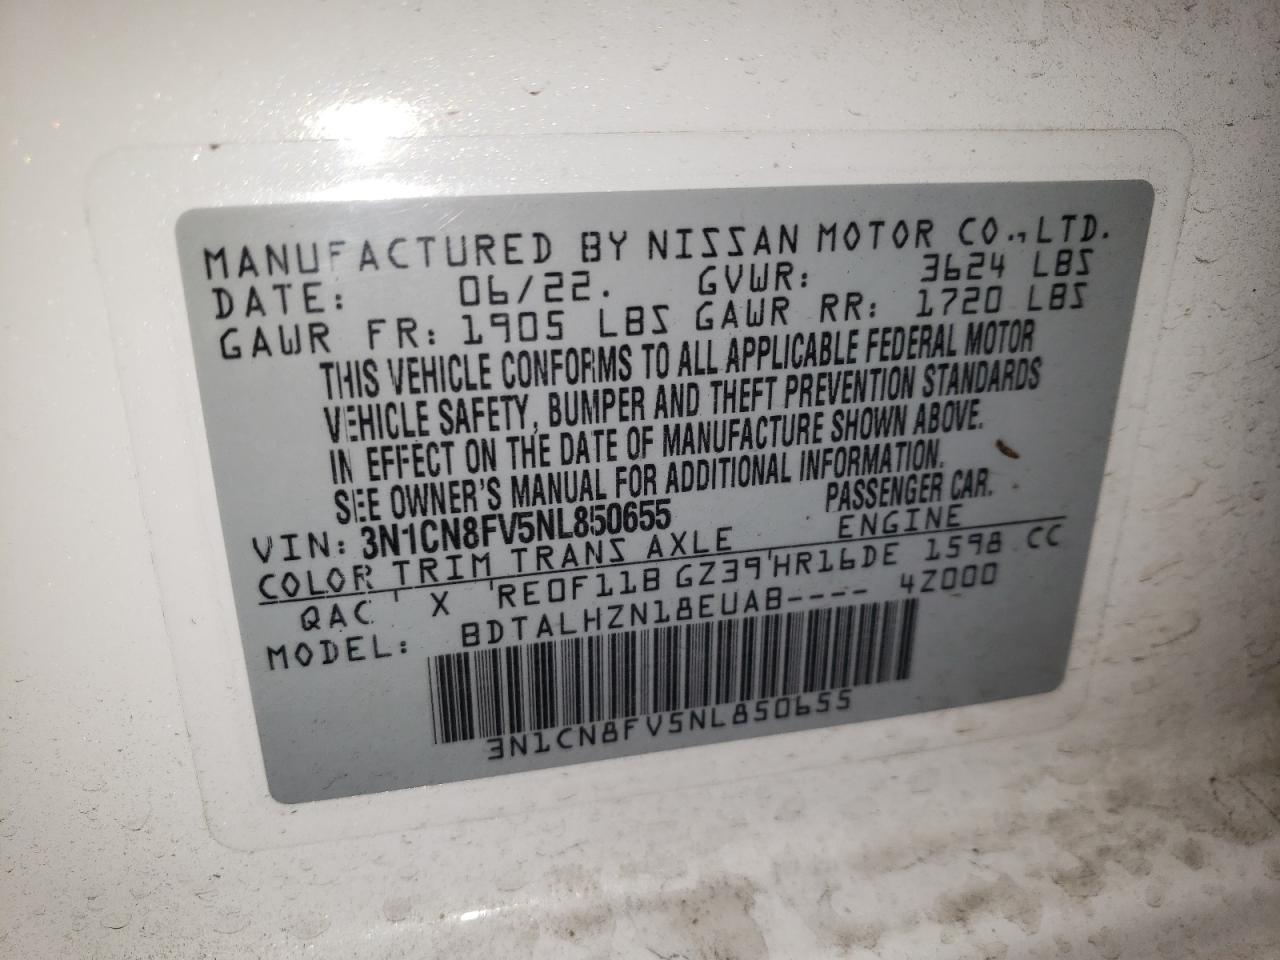 MANUFACTURED BY NISSAN MOTOR CO.,LTD.
DATE: 06/22. GVWR: 3624 LBS
GAWR FR: 1905 LBS GAWR RR: 1720 LBS
THIS VEHICLE CONFORMS TO ALL APPLICABLE FEDERAL MOTOR
VEHICLE SAFETY, BUMPER AND THEFT PREVENTION STANDARDS
IN EFFECT ON THE DATE OF MANUFACTURE SHOWN ABOVE.
SEE OWNER'S MANUAL FOR ADDITIONAL INFORMATION.
VIN: 3N1CN8FV5NL850655 PASSENGER CAR.
COLOR TRIM TRANS AXLE ENGINE
QAC ' X 'RE0F11B GZ39'HR16DE 1598 CC
MODEL: BDTALHZN18EUAB---- 4Z000
3N1CN8FV5NL850655